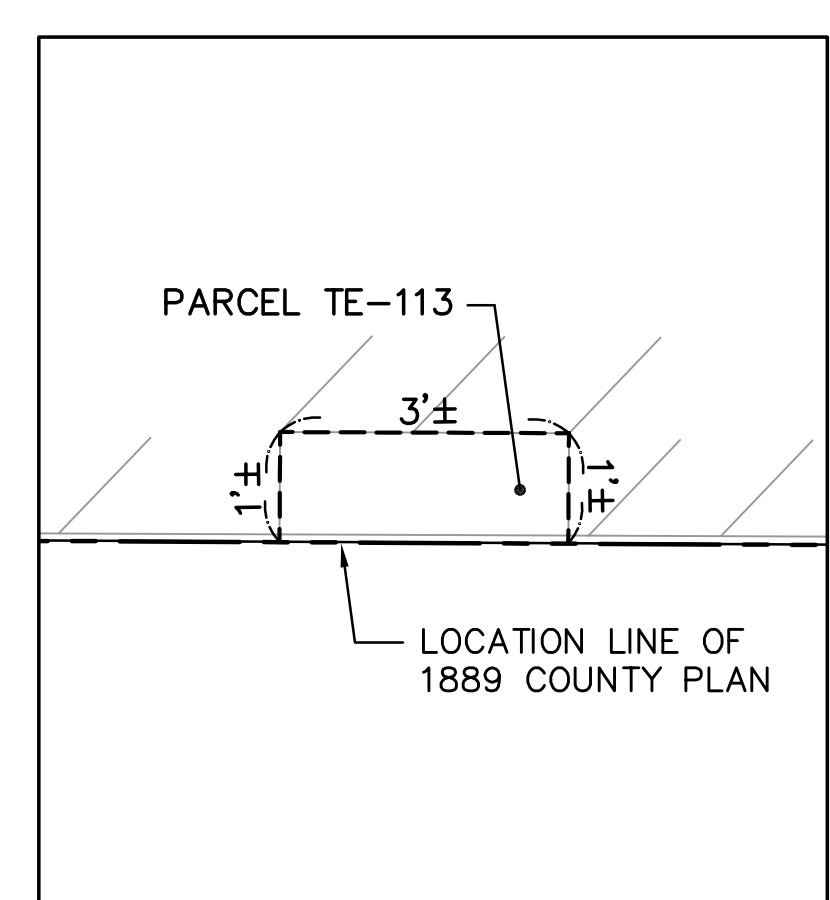 PARCEL TE-113
3'±
1'±
1'±
LOCATION LINE OF
1889 COUNTY PLAN